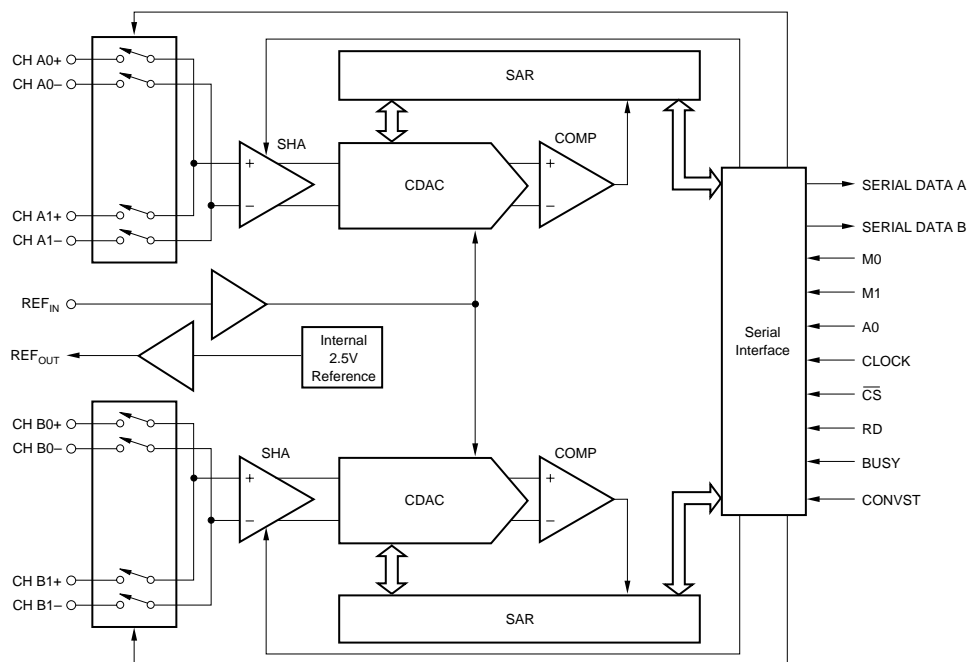 CH A0+
CH A0–
SAR
SHA
COMP
+
–
CDAC
+
–
CH A1+
CH A1–
SERIAL DATA A
SERIAL DATA B
M0
M1
A0
CLOCK
CS
RD
BUSY
CONVST
Serial
Interface
REFIN
REFOUT
Internal
2.5V
Reference
CH B0+
CH B0–
SHA
COMP
+
–
CDAC
+
–
CH B1+
CH B1–
SAR